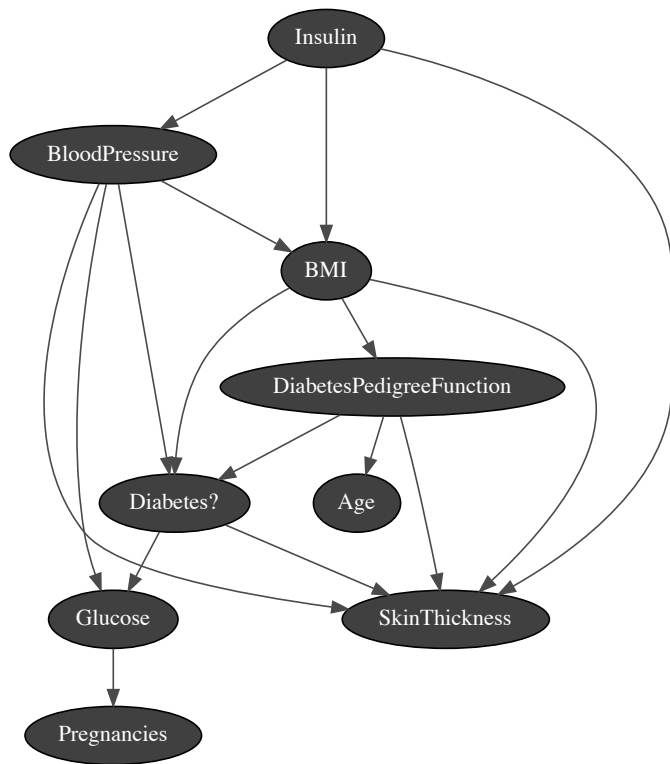 Insulin
BloodPressure
BMI
DiabetesPedigreeFunction
Diabetes?
Age
Glucose
SkinThickness
Pregnancies